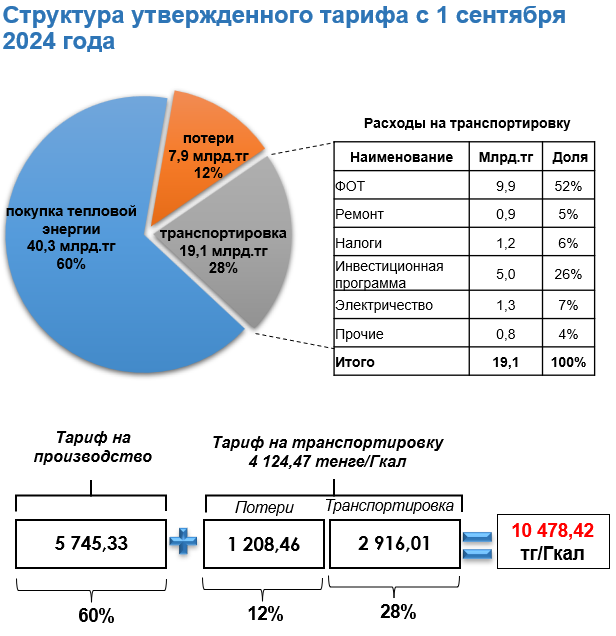 Структура утвержденного тарифа с 1 сентября
2024 года
потери
7,9 млрд.тг
12%
покупка тепловой
энергии
40,3 млрд.тг
60%
транспортировка
19,1 млрд.тг
28%
Расходы на транспортировку
Наименование Млрд.тг Доля
ФОТ 9,9 52%
Ремонт 0,9 5%
Налоги 1,2 6%
Инвестиционная
программа 5,0 26%
Электричество 1,3 7%
Прочие 0,8 4%
Итого 19,1 100%
Тариф на
производство
Тариф на транспортировку
4 124,47 тенге/Гкал
Потери Транспортировка
5 745,33 + 1 208,46 2 916,01 = 10 478,42
тг/Гкал
60% 12% 28%